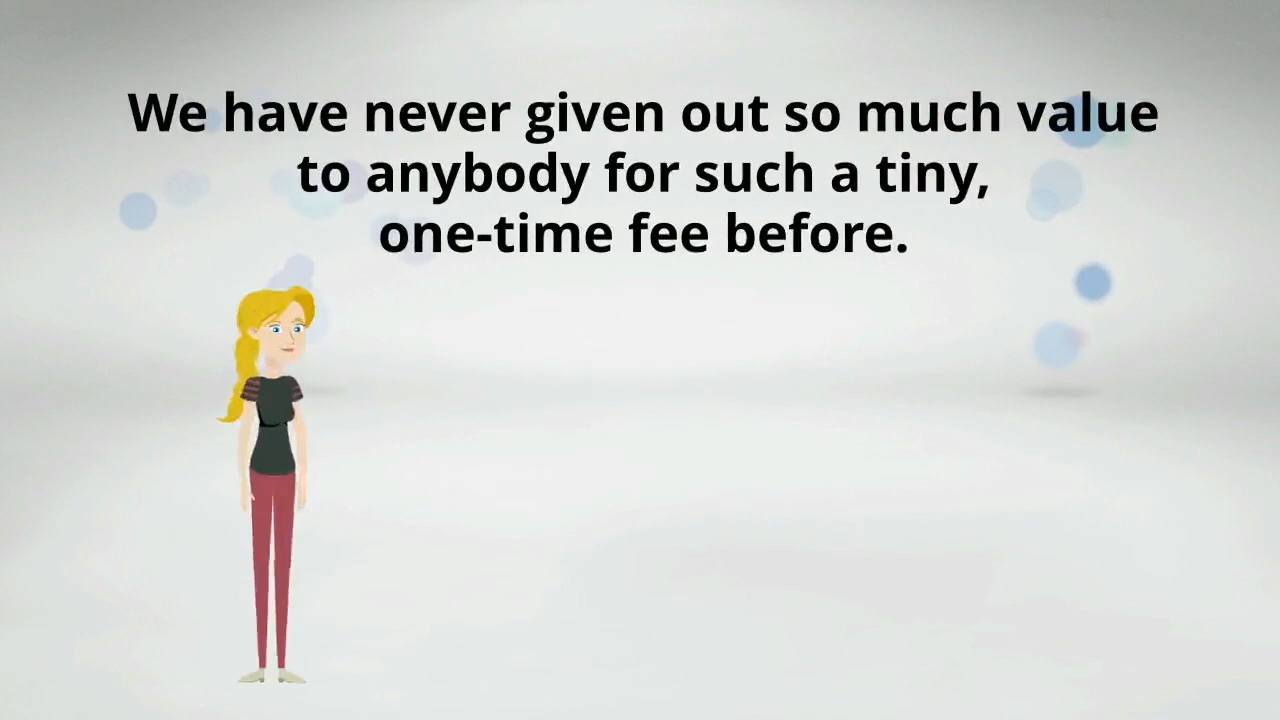 We have never given out so much value
to anybody for such a tiny,
one-time fee before.